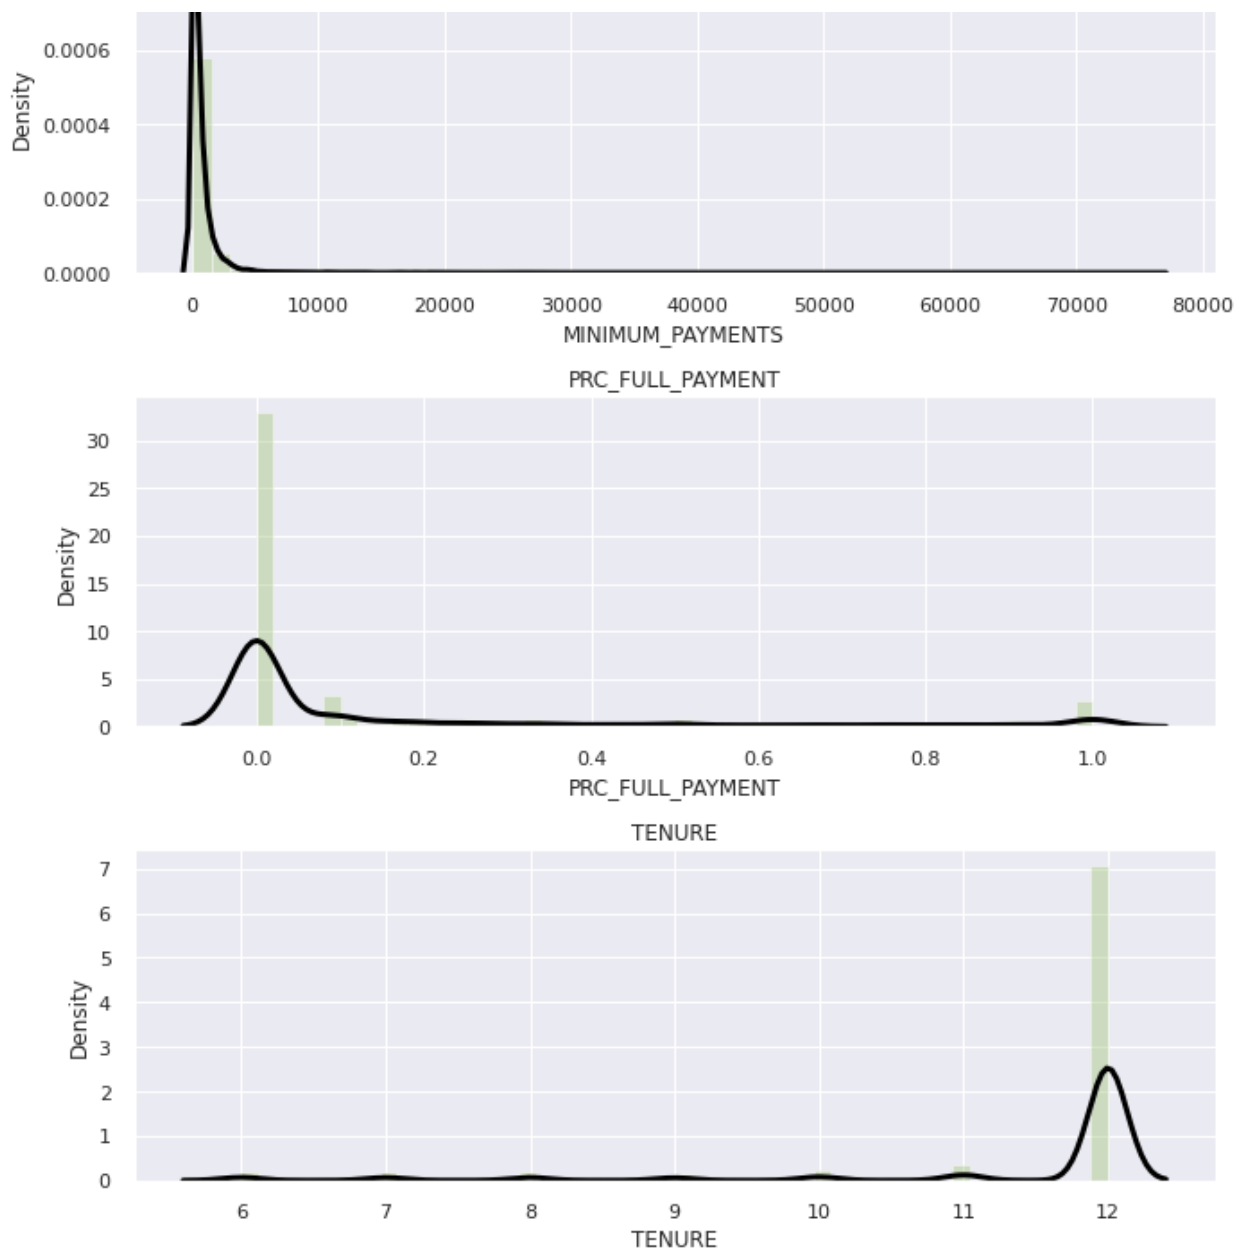 0.0006
0.0004
0.0002
0.0000
Density
0 10000 20000 30000 40000 50000 60000 70000 80000
MINIMUM_PAYMENTS
PRC_FULL_PAYMENT
30
25
20
15
10
5
0
Density
0.0 0.2 0.4 0.6 0.8 1.0
PRC_FULL_PAYMENT
TENURE
7
6
5
4
3
2
1
0
Density
6 7 8 9 10 11 12
TENURE